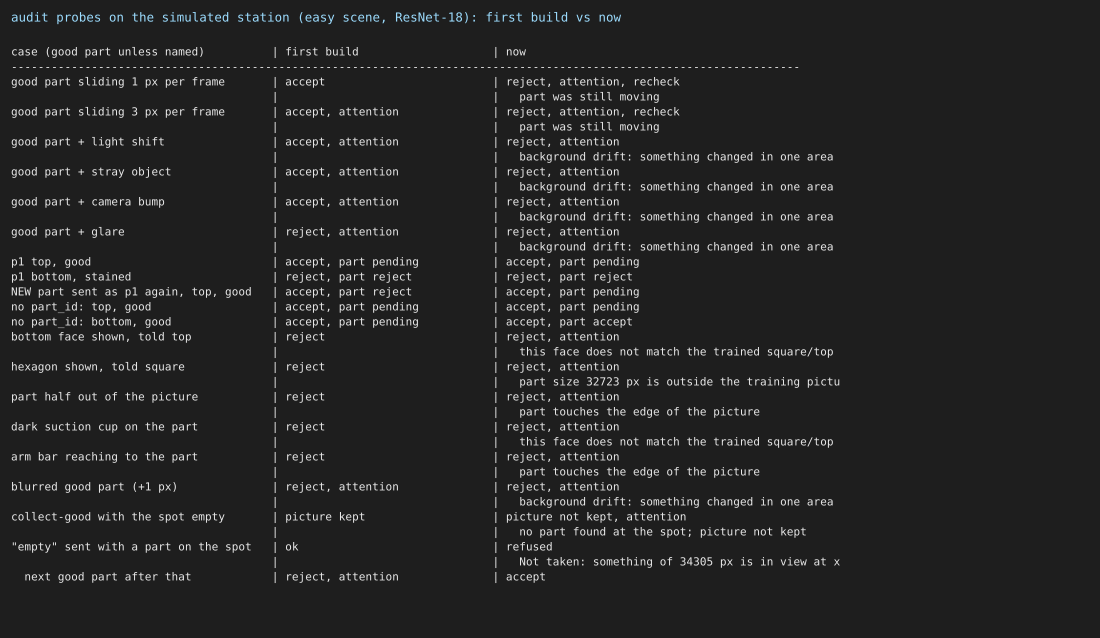 audit probes on the simulated station (easy scene, ResNet-18): first build vs now
case (good part unless named) | first build | now
------------------------------------------------------------------------------------------------------------------------
good part sliding 1 px per frame | accept | reject, attention, recheck
| | part was still moving
good part sliding 3 px per frame | accept, attention | reject, attention, recheck
| | part was still moving
good part + light shift | accept, attention | reject, attention
| | background drift: something changed in one area
good part + stray object | accept, attention | reject, attention
| | background drift: something changed in one area
good part + camera bump | accept, attention | reject, attention
| | background drift: something changed in one area
good part + glare | reject, attention | reject, attention
| | background drift: something changed in one area
p1 top, good | accept, part pending | accept, part pending
p1 bottom, stained | reject, part reject | reject, part reject
NEW part sent as p1 again, top, good | accept, part reject | accept, part pending
no part_id: top, good | accept, part pending | accept, part pending
no part_id: bottom, good | accept, part pending | accept, part accept
bottom face shown, told top | reject | reject, attention
| | this face does not match the trained square/top
hexagon shown, told square | reject | reject, attention
| | part size 32723 px is outside the training pictu
part half out of the picture | reject | reject, attention
| | part touches the edge of the picture
dark suction cup on the part | reject | reject, attention
| | this face does not match the trained square/top
arm bar reaching to the part | reject | reject, attention
| | part touches the edge of the picture
blurred good part (+1 px) | reject, attention | reject, attention
| | background drift: something changed in one area
collect-good with the spot empty | picture kept | picture not kept, attention
| | no part found at the spot; picture not kept
"empty" sent with a part on the spot | ok | refused
| | Not taken: something of 34305 px is in view at x
next good part after that | reject, attention | accept